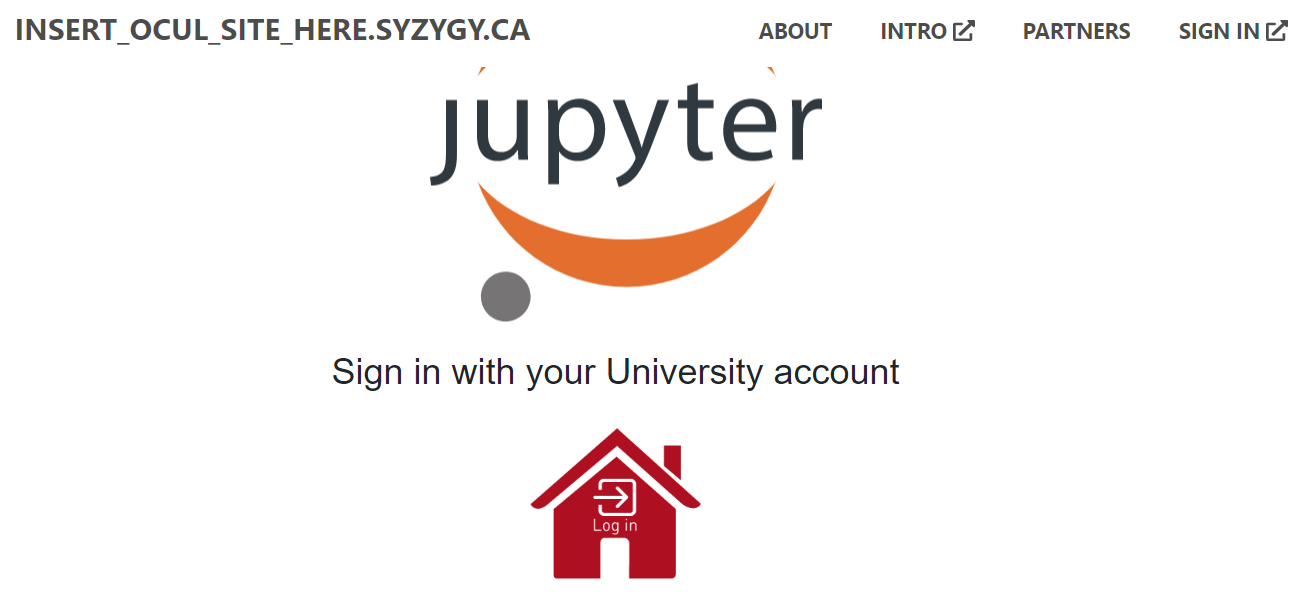 INSERT_OCUL_SITE_HERE.SYZYGY.CA ABOUT INTRO PARTNERS SIGN IN
jupyter
Sign in with your University account
Log in